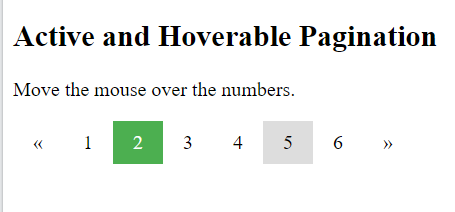 Active and Hoverable Pagination
Move the mouse over the numbers.
« 1 2 3 4 5 6 »